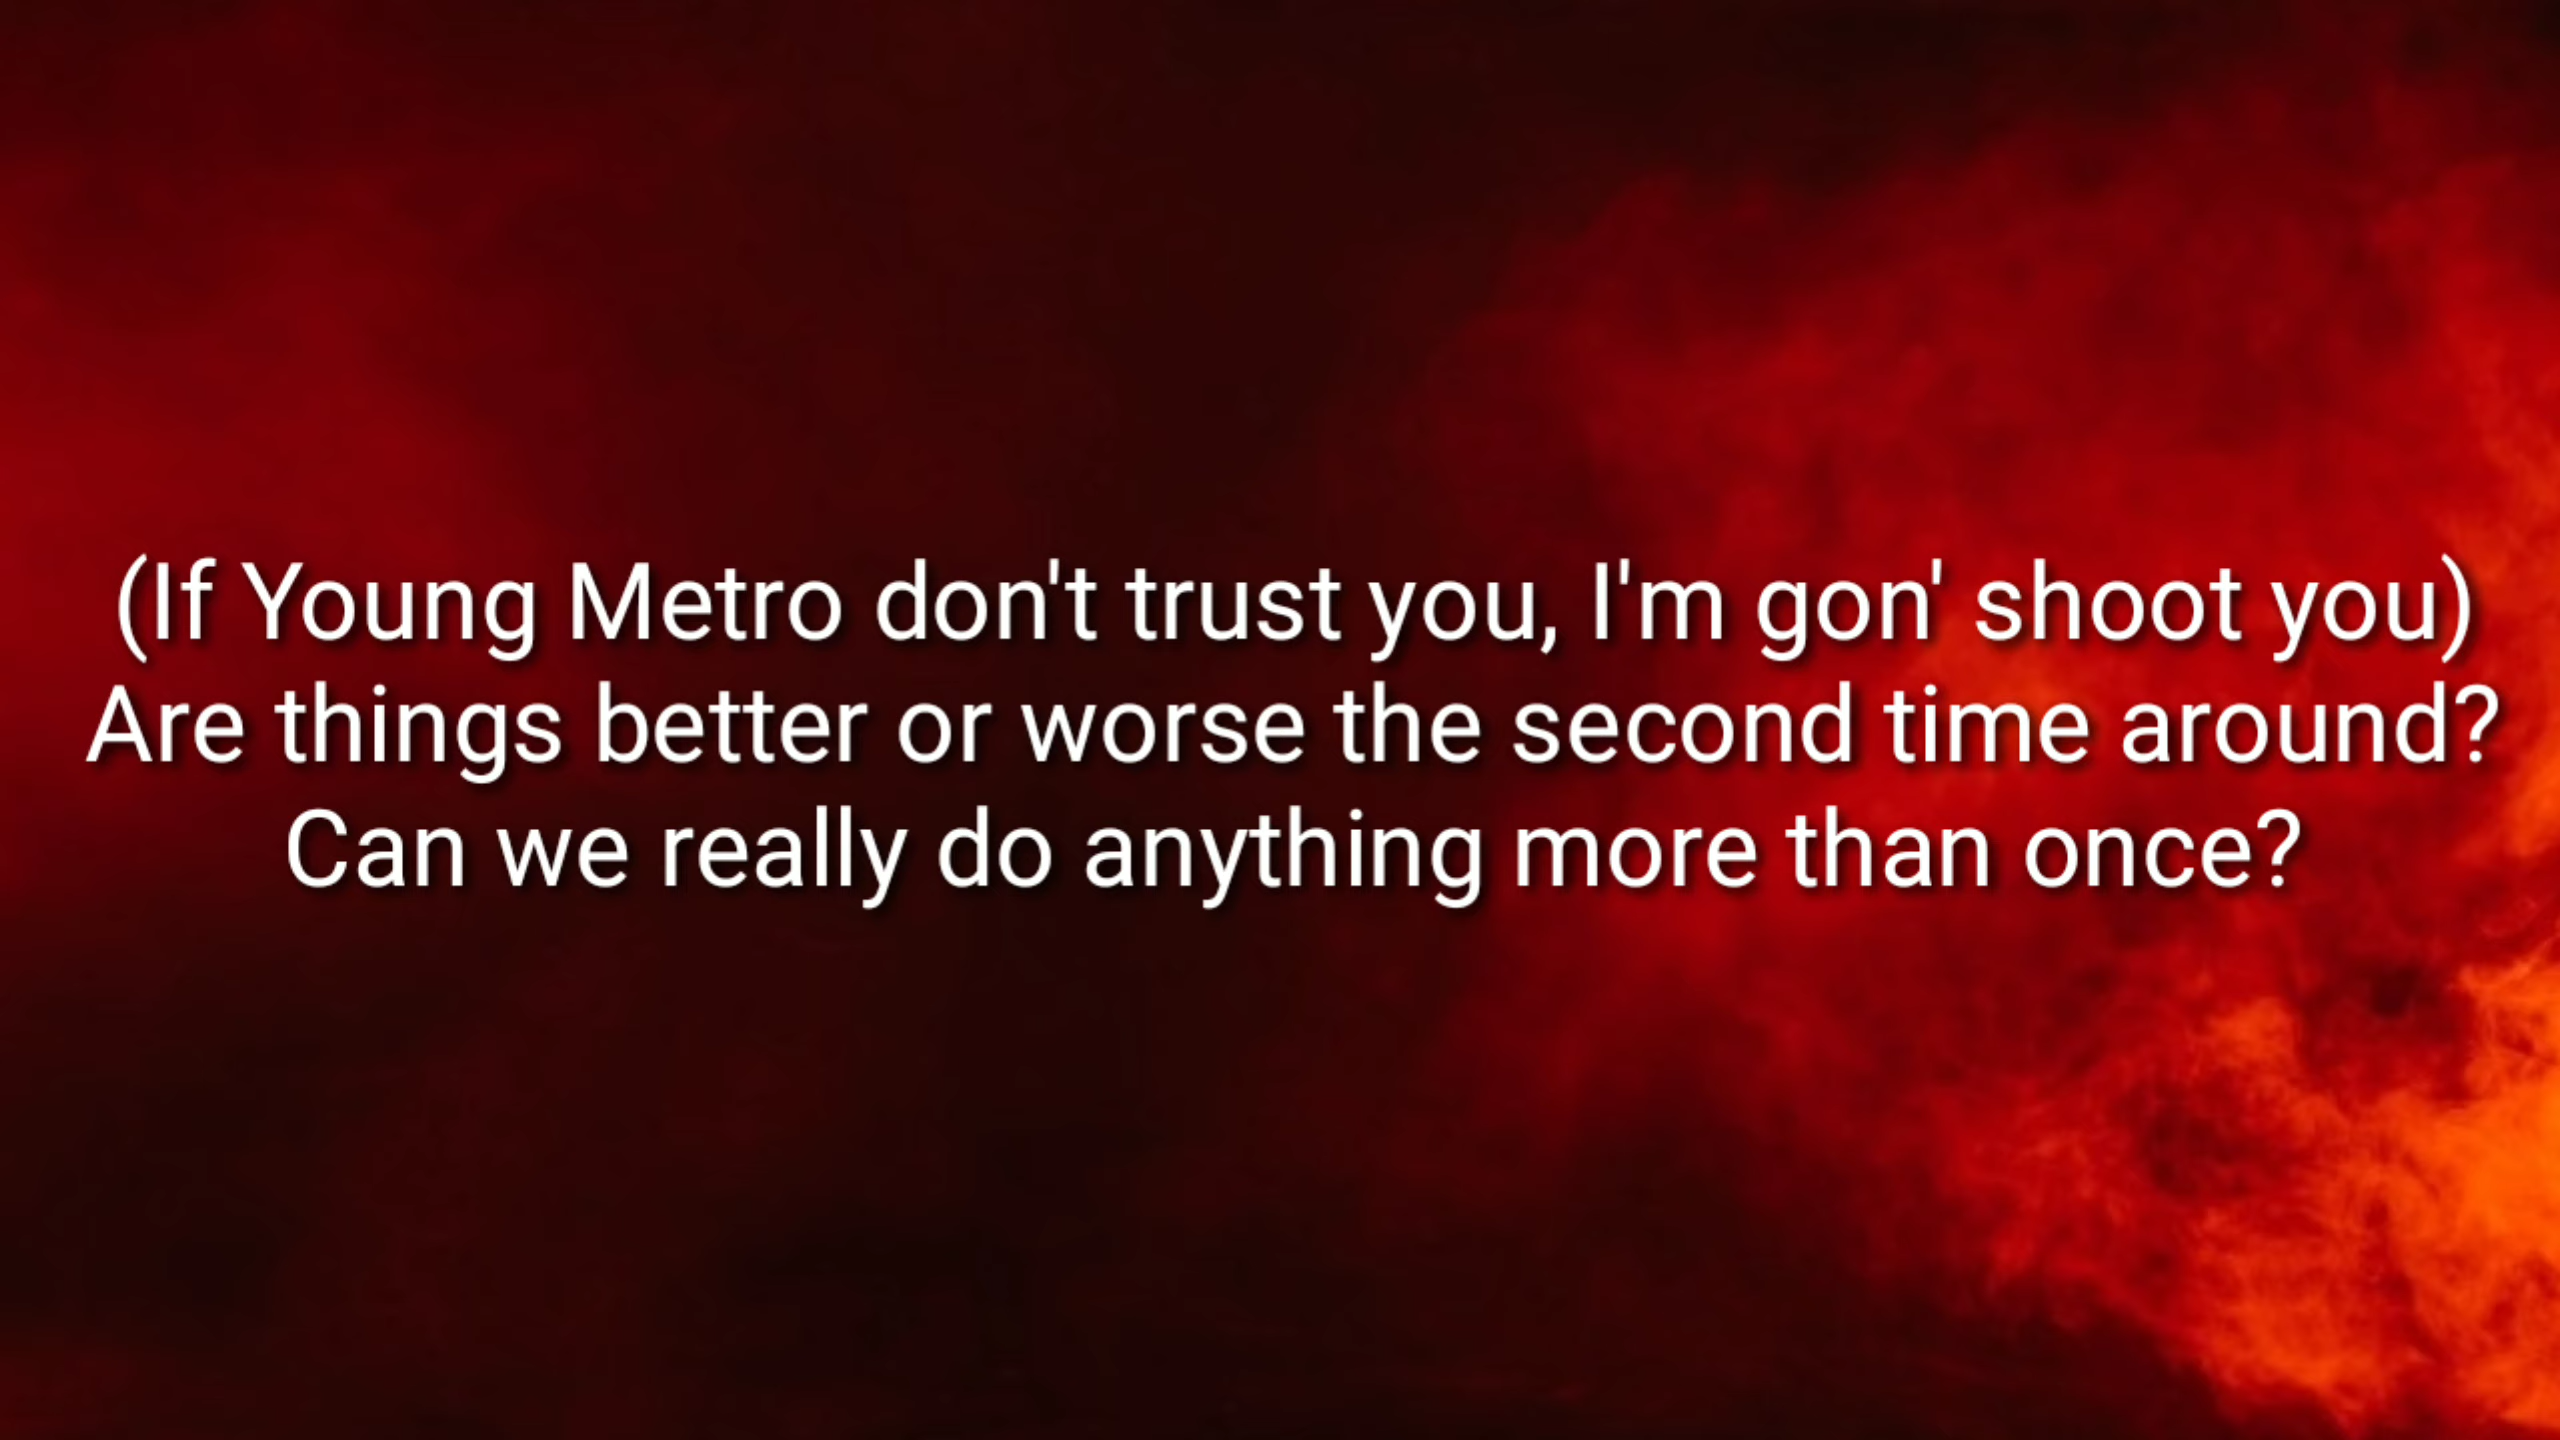 (If Young Metro don't trust you, I'm gon' shoot you)
Are things better or worse the second time around?
Can we really do anything more than once?